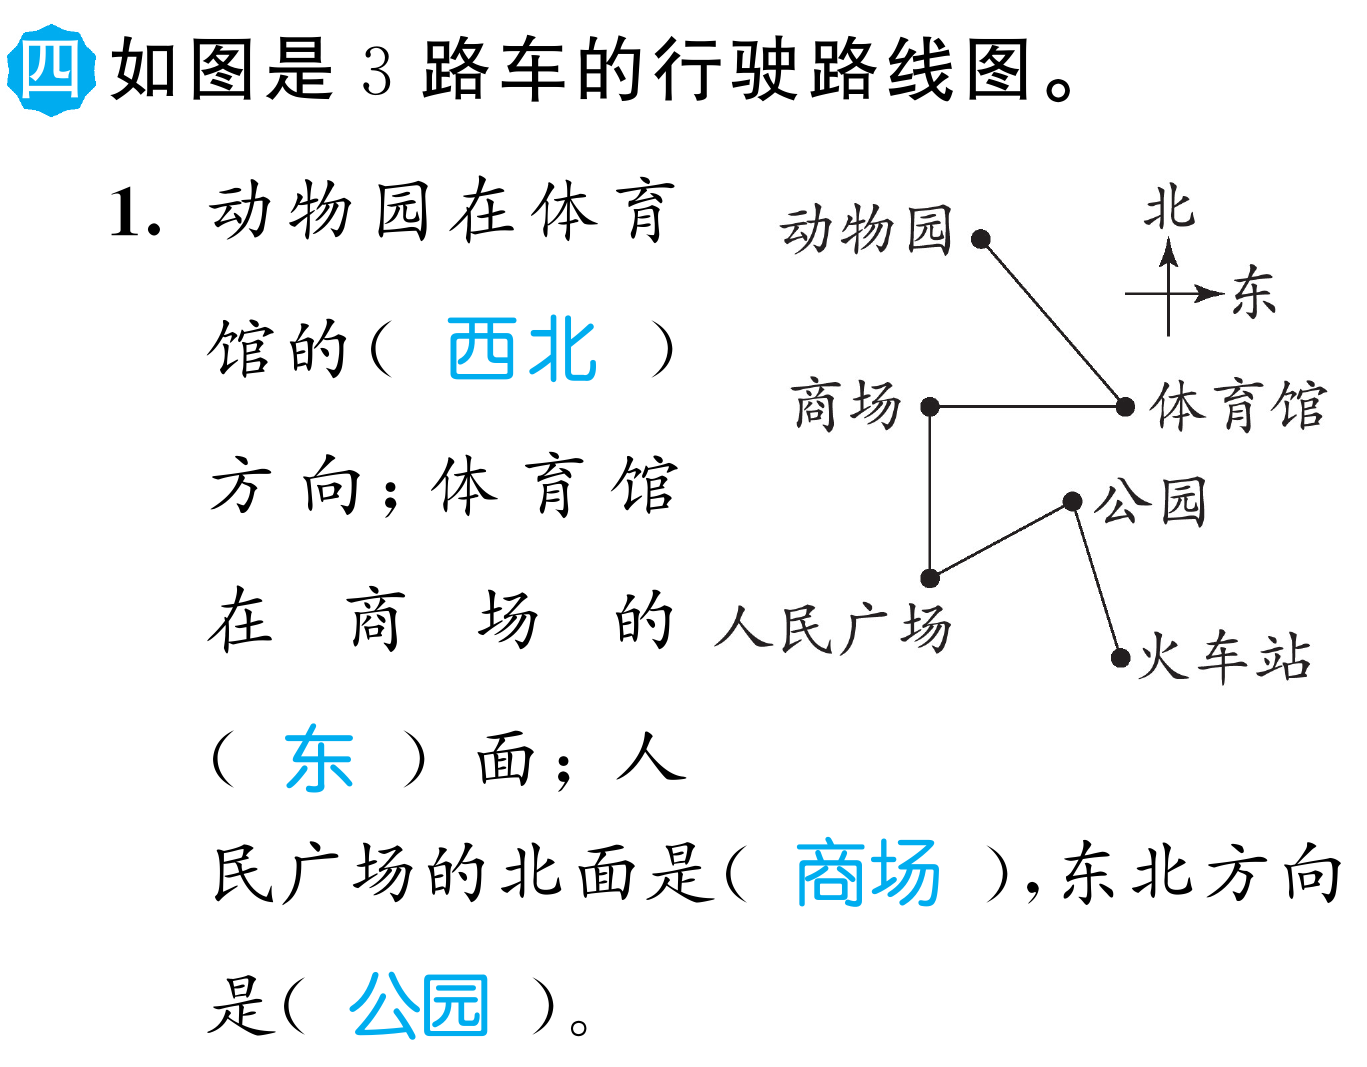 四 如图是 3 路车的行驶路线图。
1. 动物园在体育
馆的( 西北 )
方向;体育馆
在商场的
( 东 )面;人
民广场的北面是( 商场 ),东北方向
是( 公园 )。
北
动物园
东
商场
体育馆
公园
人民广场
火车站